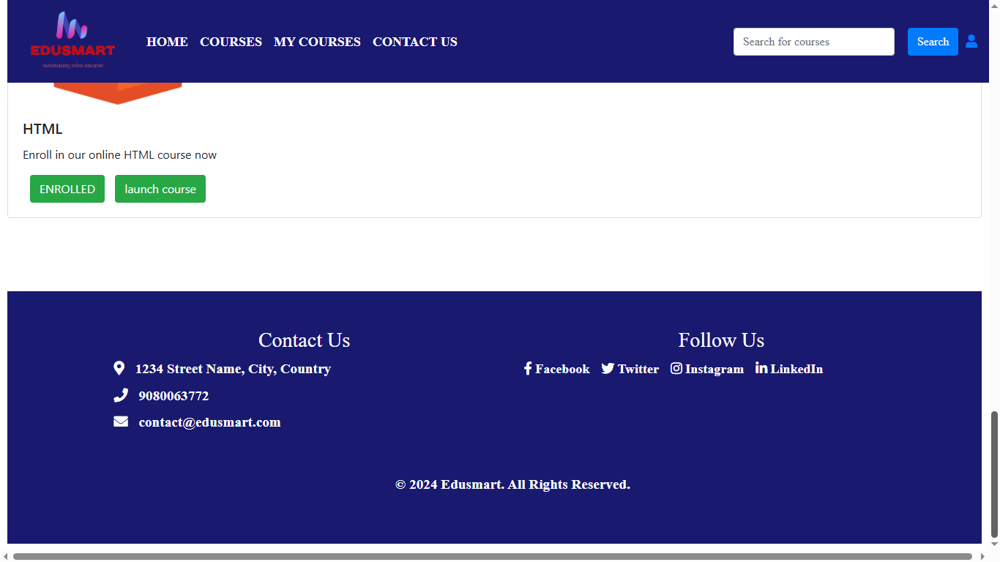 EDUSMART
revolutionizing online education
HOME COURSES MY COURSES CONTACT US
Search for courses
Search
HTML
Enroll in our online HTML course now
ENROLLED launch course
Contact Us
1234 Street Name, City, Country
9080063772
contact@edusmart.com
Follow Us
Facebook Twitter Instagram LinkedIn
© 2024 Edusmart. All Rights Reserved.